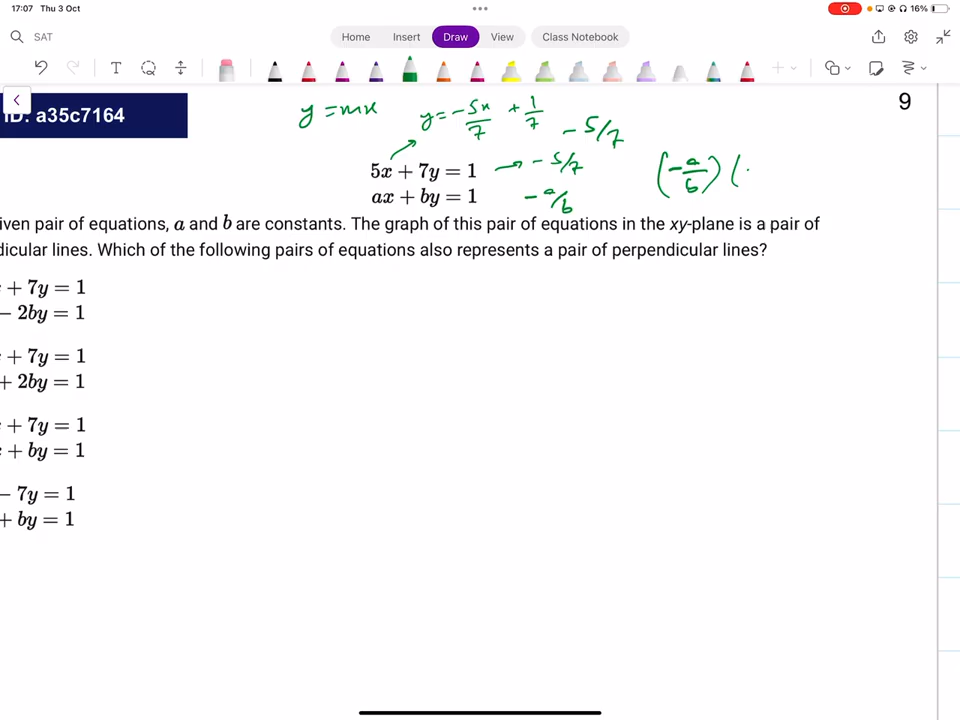 17:07 Thu 3 Oct
16%
SAT
Home Insert Draw View Class Notebook
ID: a35c7164
9
y = mx
y = -5x/7 + 1/7
-5/7
5x + 7y = 1 → -5/7
(-a/b) (
ax + by = 1
-a/b
iven pair of equations, a and b are constants. The graph of this pair of equations in the xy-plane is a pair of
dicular lines. Which of the following pairs of equations also represents a pair of perpendicular lines?
+ 7y = 1
− 2by = 1
+ 7y = 1
+ 2by = 1
+ 7y = 1
+ by = 1
− 7y = 1
+ by = 1